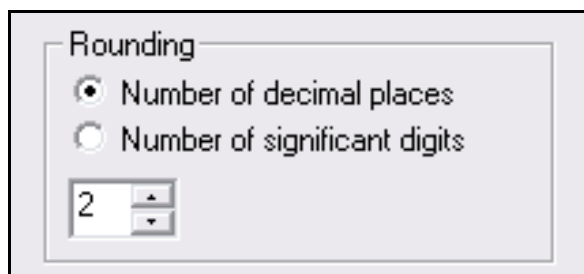 Rounding
Number of decimal places
Number of significant digits
2